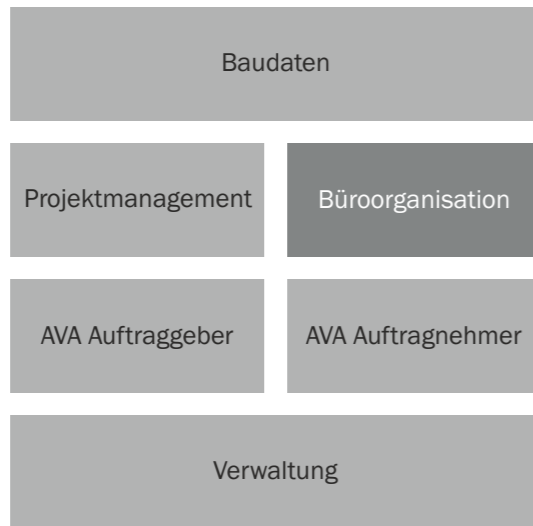 Baudaten
Projektmanagement
Büroorganisation
AVA Auftraggeber
AVA Auftragnehmer
Verwaltung